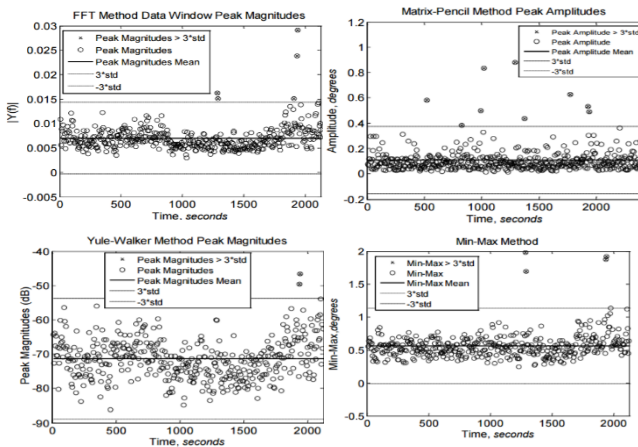 FFT Method Data Window Peak Magnitudes
0.03
0.025
0.02
0.015
0.01
0.005
0
-0.005
|Y(f)|
× Peak Magnitudes > 3*std
○ Peak Magnitudes
Peak Magnitudes Mean
3*std
-3*std
0 500 1000 1500 2000
Time, seconds
Matrix-Pencil Method Peak Amplitudes
1.2
1
0.8
0.6
0.4
0.2
0
-0.2
Amplitude, degrees
× Peak Amplitude > 3*std
○ Peak Amplitude
Peak Amplitude Mean
3*std
-3*std
0 500 1000 1500 2000
Time, seconds
Yule-Walker Method Peak Magnitudes
-40
-50
-60
-70
-80
-90
Peak Magnitudes (dB)
× Peak Magnitudes > 3*std
○ Peak Magnitudes
Peak Magnitudes Mean
3*std
-3*std
0 500 1000 1500 2000
Time, seconds
Min-Max Method
2
1.5
1
0.5
0
-0.5
Min-Max,degrees
× Min-Max > 3*std
○ Min-Max
Min-Max Mean
3*std
-3*std
0 500 1000 1500 2000
Time, seconds